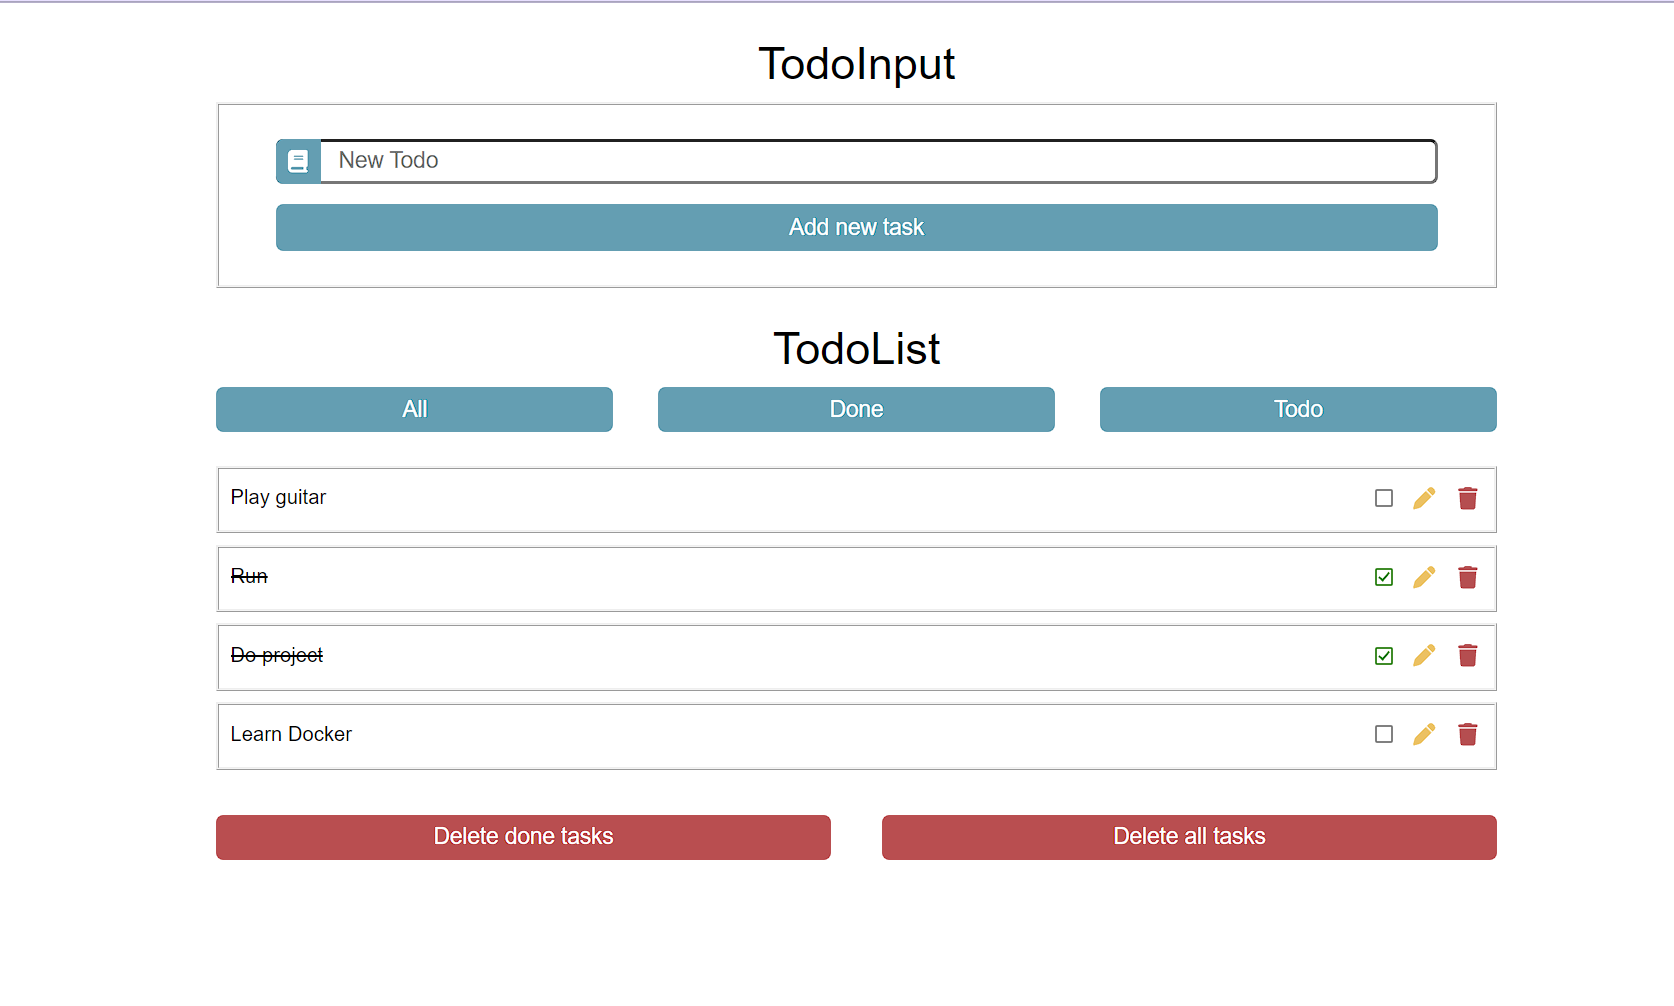 TodoInput
New Todo
Add new task
TodoList
All Done Todo
Play guitar
Run
Do project
Learn Docker
Delete done tasks Delete all tasks